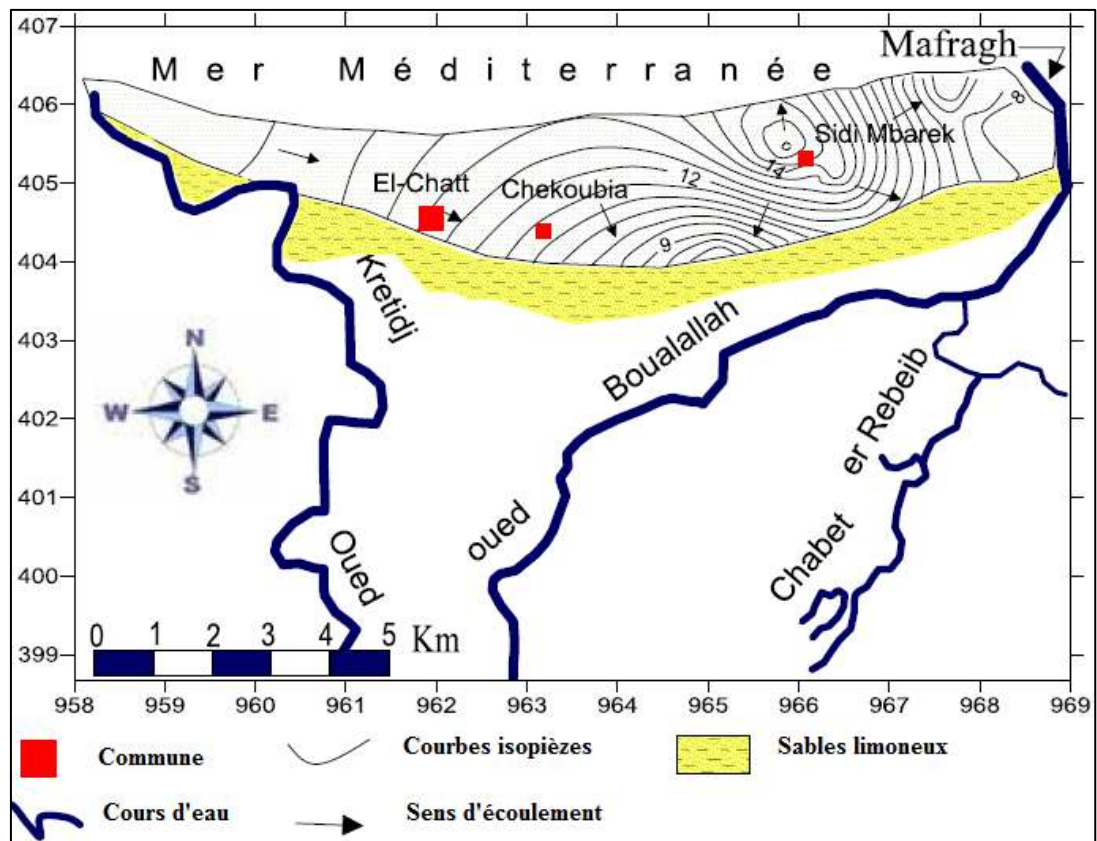 407
406
405
404
403
402
401
400
399
958 959 960 961 962 963 964 965 966 967 968 969
Mer Méditerranée
Mafragh
Sidi Mbarek
El-Chatt
Chekoubia
8
14
12
9
Oued Kretidj
oued Boualallah
Chabet er Rebeib
N
W E
S
0 1 2 3 4 5 Km
Commune
Courbes isopièzes
Sables limoneux
Cours d'eau
Sens d'écoulement